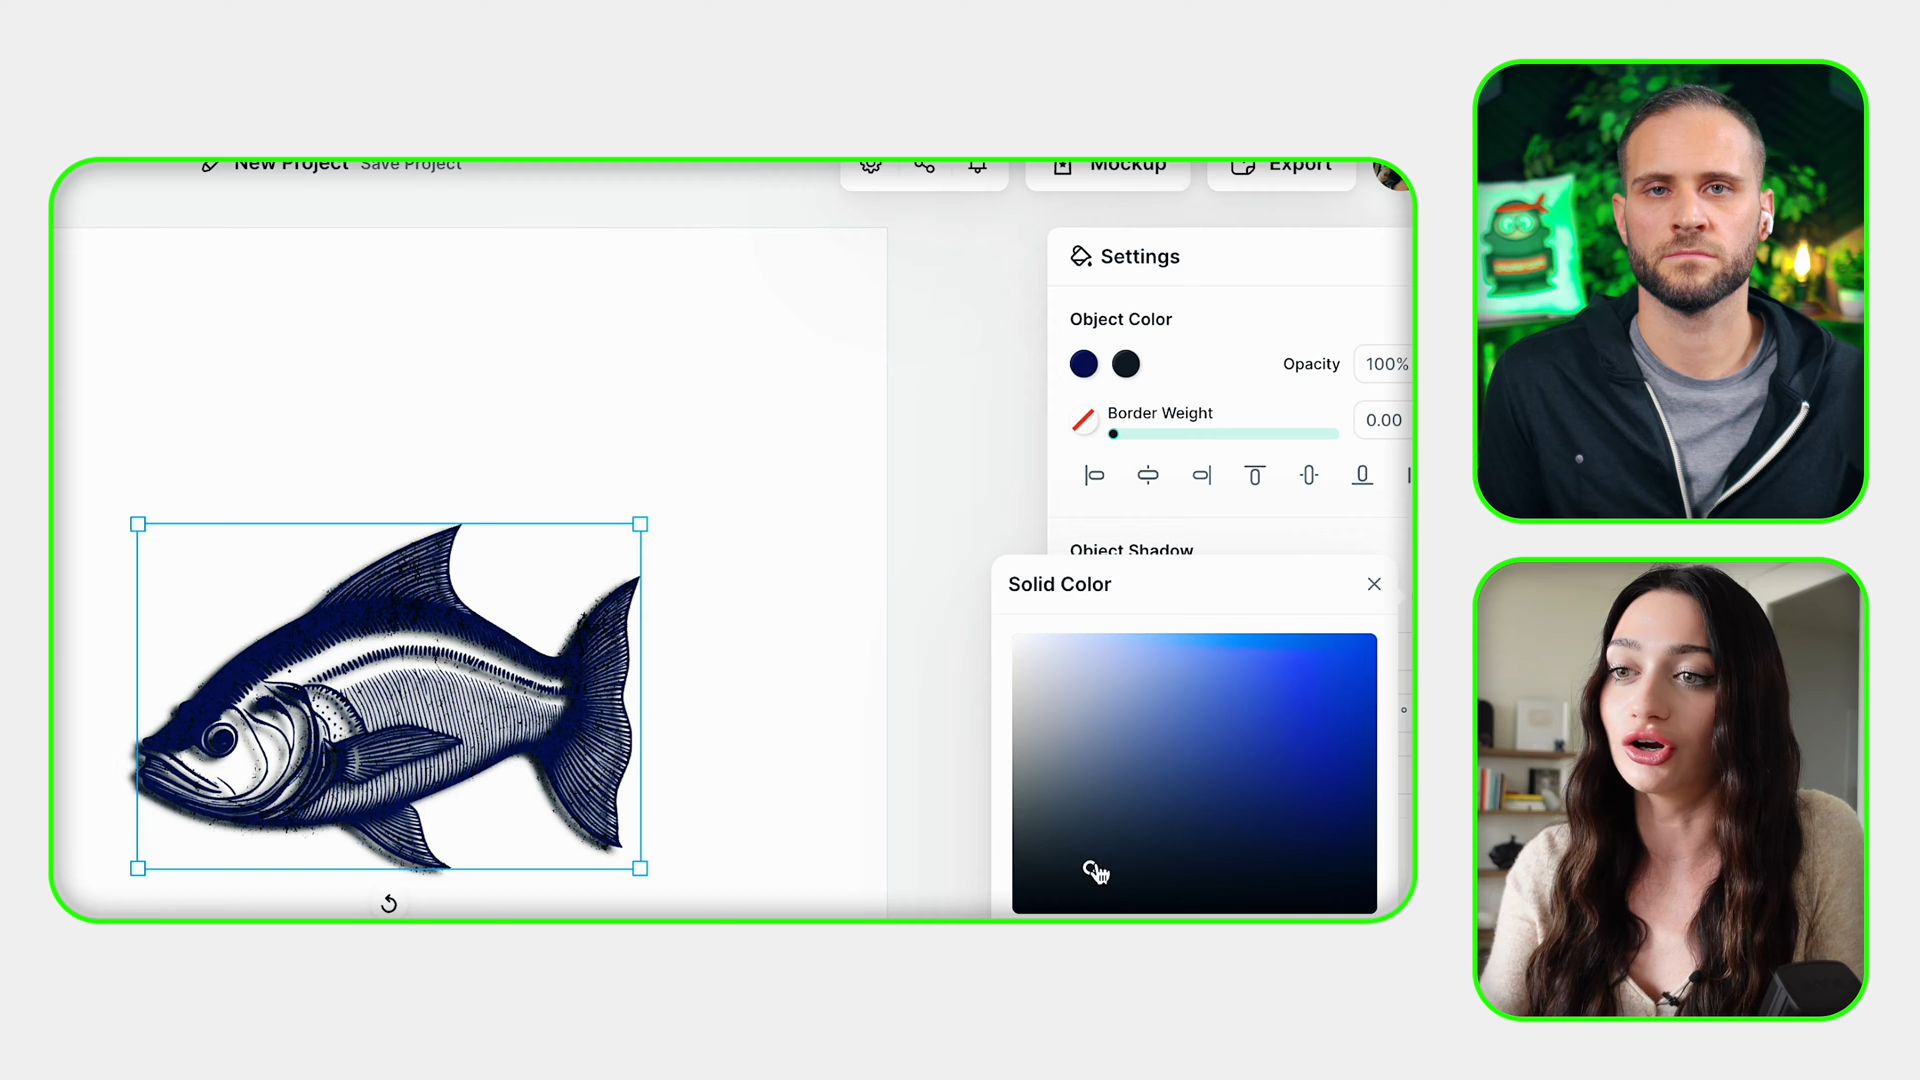 New Project Save Project
Mockup
Export
Settings
Object Color
Opacity 100%
Border Weight
0.00
Object Shadow
Solid Color